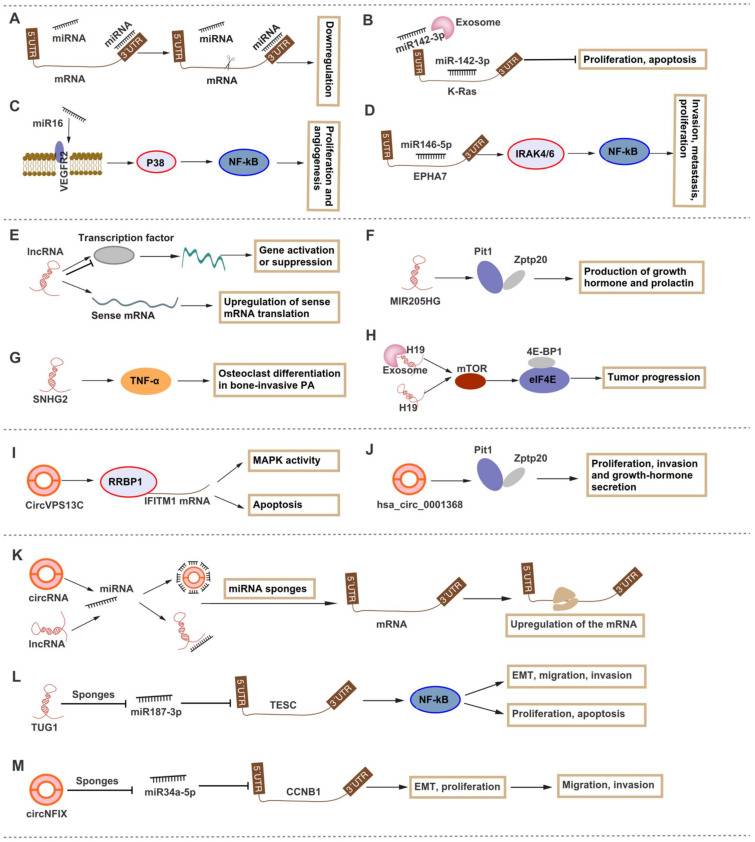 A
5'UTR
miRNA
miRNA
3'UTR
mRNA
5'UTR
miRNA
miRNA
3'UTR
mRNA
Downregulation
B
Exosome
miR142-3p
5'UTR
miR-142-3p
3'UTR
K-Ras
Proliferation, apoptosis
C
miR16
VEGFR2
P38
NF-kB
Proliferation and
angiogenesis
D
5'UTR
miR146-5p
3'UTR
EPHA7
IRAK4/6
NF-kB
Invasion, metastasis,
proliferation
E
lncRNA
Transcription factor
Gene activation
or suppression
Sense mRNA
Upregulation of sense
mRNA translation
F
MIR205HG
Pit1
Zptp20
Production of growth
hormone and prolactin
G
SNHG2
TNF-α
Osteoclast differentiation
in bone-invasive PA
H
H19
Exosome
H19
mTOR
4E-BP1
eIF4E
Tumor progression
I
CircVPS13C
RRBP1
IFITM1 mRNA
MAPK activity
Apoptosis
J
hsa_circ_0001368
Pit1
Zptp20
Proliferation, invasion
and growth-hormone
secretion
K
circRNA
lncRNA
miRNA
miRNA sponges
5'UTR
3'UTR
mRNA
5'UTR
3'UTR
Upregulation of the mRNA
L
TUG1
Sponges
miR187-3p
5'UTR
TESC
3'UTR
NF-kB
EMT, migration, invasion
Proliferation, apoptosis
M
circNFIX
Sponges
miR34a-5p
5'UTR
CCNB1
3'UTR
EMT, proliferation
Migration, invasion